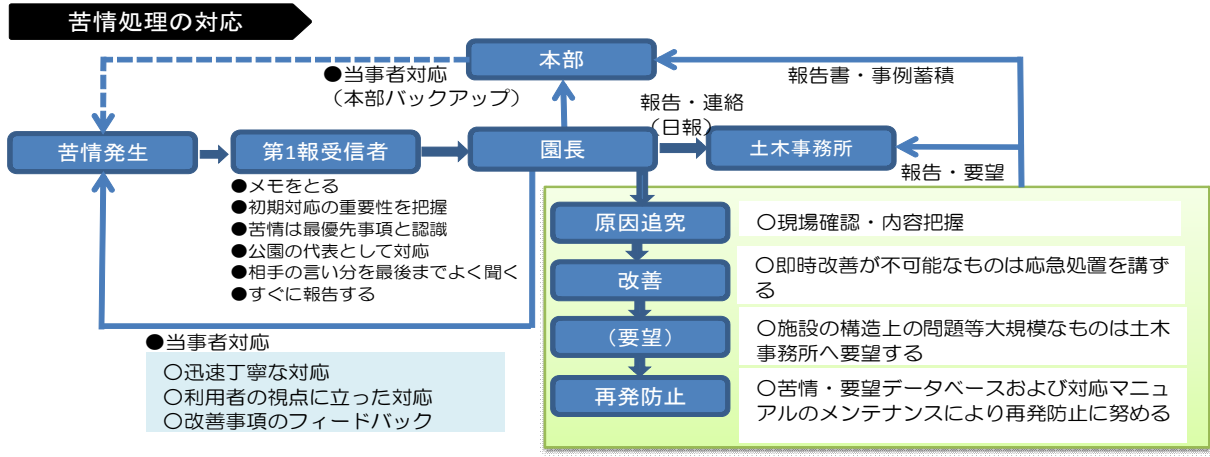 苦情処理の対応
本部
●当事者対応
（本部バックアップ）
報告書・事例蓄積
報告・連絡
（日報）
苦情発生
第1報受信者
園長
土木事務所
報告・要望
●メモをとる
●初期対応の重要性を把握
●苦情は最優先事項と認識
●公園の代表として対応
●相手の言い分を最後までよく聞く
●すぐに報告する
原因追究
〇現場確認・内容把握
改善
〇即時改善が不可能なものは応急処置を講ず
る
（要望）
〇施設の構造上の問題等大規模なものは土木
事務所へ要望する
再発防止
〇苦情・要望データベースおよび対応マニュ
アルのメンテナンスにより再発防止に努める
●当事者対応
〇迅速丁寧な対応
〇利用者の視点に立った対応
〇改善事項のフィードバック